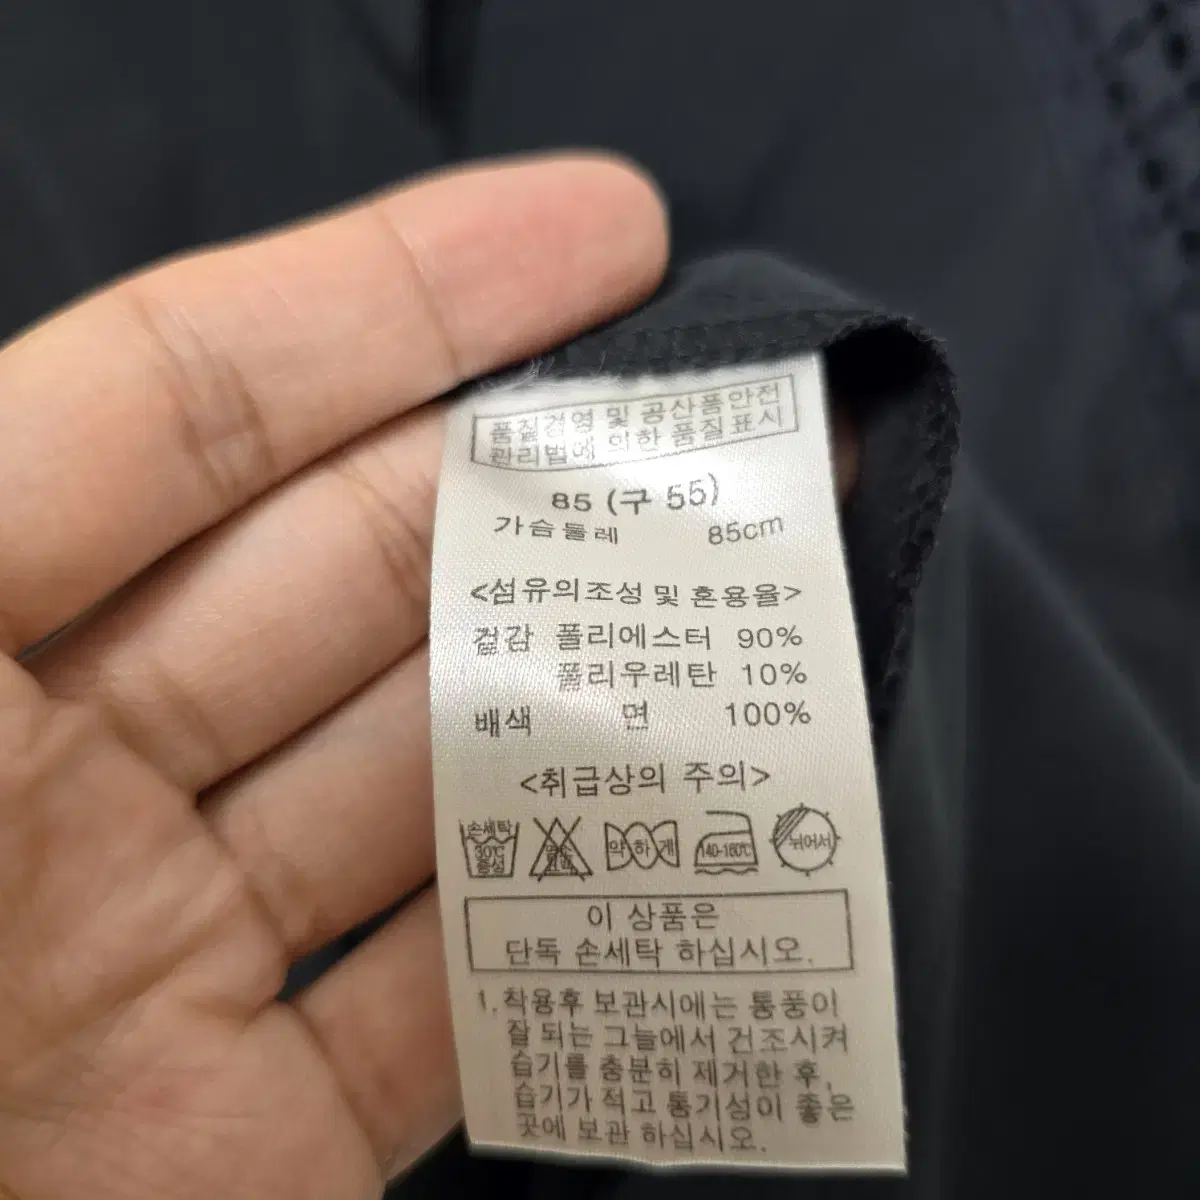 품질경영 및 공산품안전
관리법에 의한 품질표시
85 (구 55)
가슴둘레 85cm
<섬유의조성 및 혼용율>
겉감 폴리에스터 90%
폴리우레탄 10%
배색 면 100%
<취급상의 주의>
손세탁 30℃ 중성 약하게 140-160℃ 뉘어서
이 상품은
단독 손세탁 하십시오.
1. 착용후 보관시에는 통풍이
잘 되는 그늘에서 건조시켜
습기를 충분히 제거한 후,
습기가 적고 통기성이 좋은
곳에 보관 하십시오.